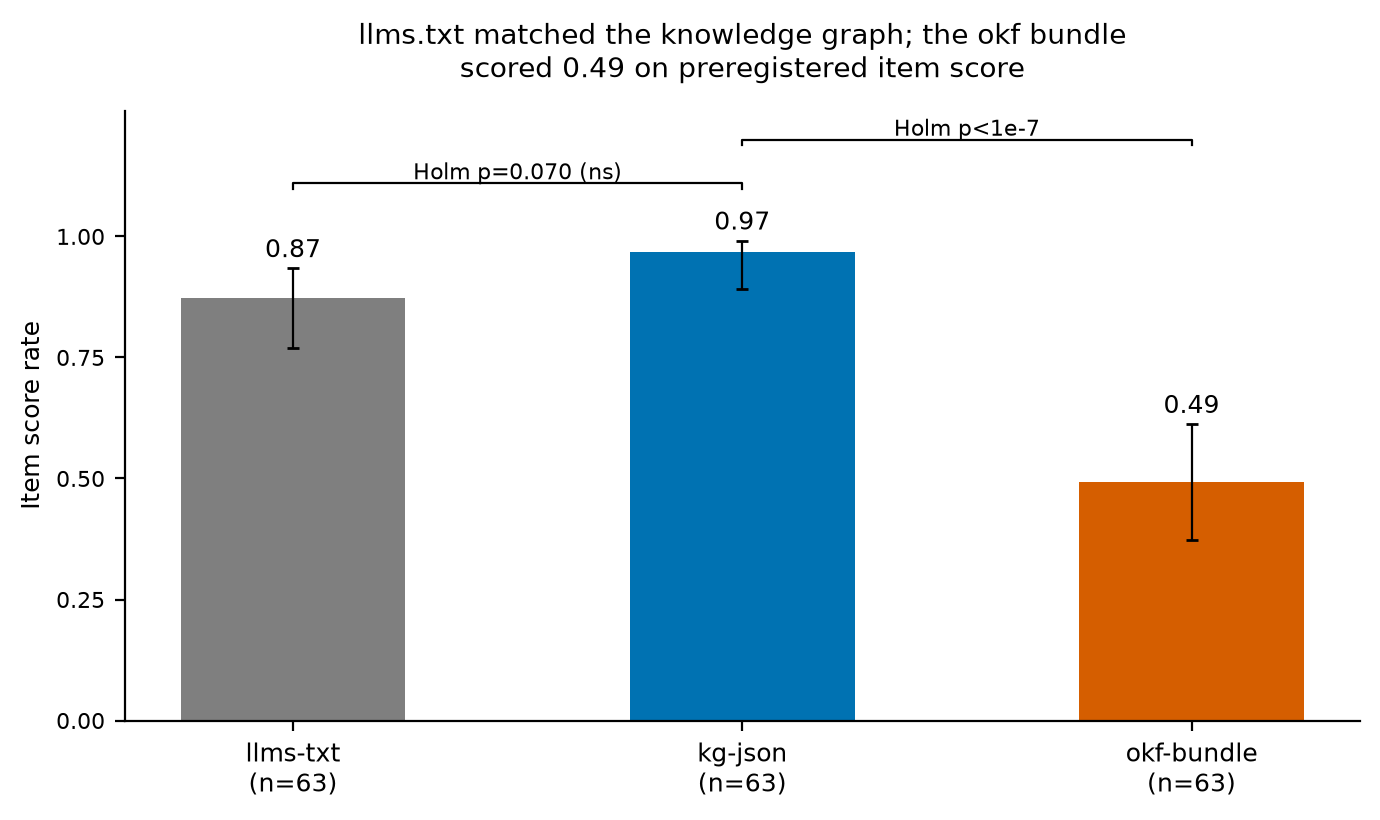 llms.txt matched the knowledge graph; the okf bundle
scored 0.49 on preregistered item score
Holm p<1e-7
Holm p=0.070 (ns)
0.97
0.87
0.49
Item score rate
1.00
0.75
0.50
0.25
0.00
llms-txt
(n=63)
kg-json
(n=63)
okf-bundle
(n=63)